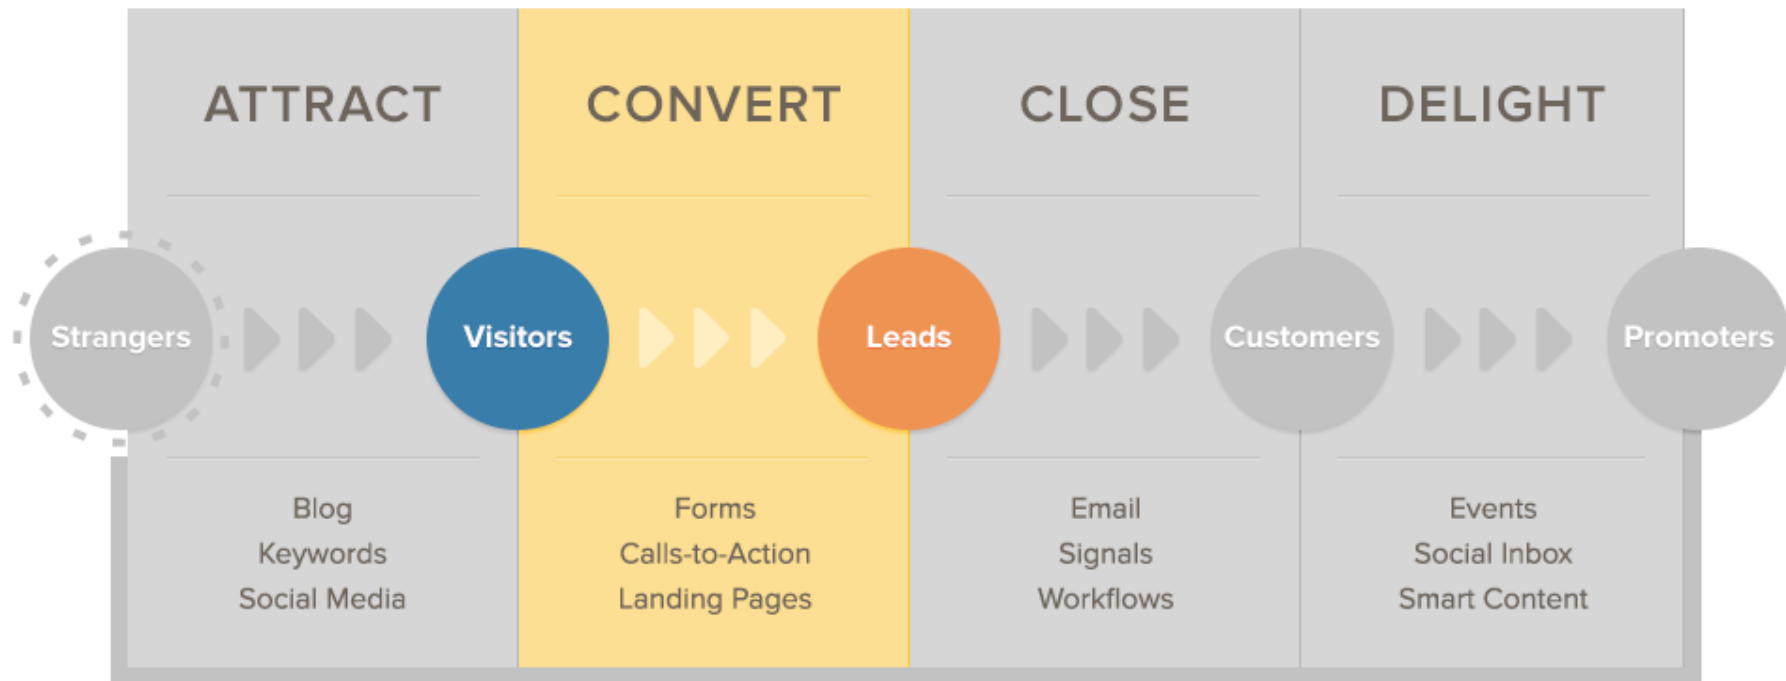 ATTRACT
CONVERT
CLOSE
DELIGHT
Strangers
Visitors
Leads
Customers
Promoters
Blog
Keywords
Social Media
Forms
Calls-to-Action
Landing Pages
Email
Signals
Workflows
Events
Social Inbox
Smart Content